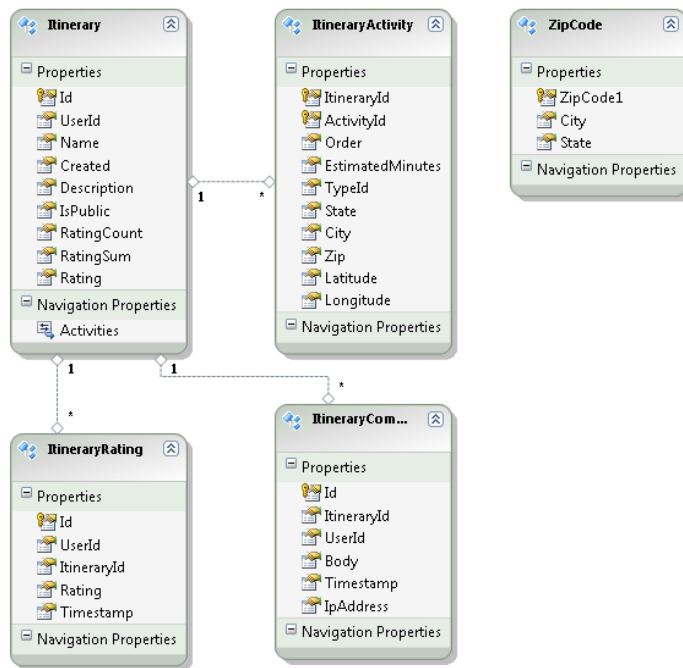 Itinerary
Properties
Id
UserId
Name
Created
Description
IsPublic
RatingCount
RatingSum
Rating
Navigation Properties
Activities
1
*
ItineraryActivity
Properties
ItineraryId
ActivityId
Order
EstimatedMinutes
TypeId
State
City
Zip
Latitude
Longitude
Navigation Properties
ZipCode
Properties
ZipCode1
City
State
Navigation Properties
1
*
1
*
ItineraryRating
Properties
Id
UserId
ItineraryId
Rating
Timestamp
Navigation Properties
ItineraryCom...
Properties
Id
ItineraryId
UserId
Body
Timestamp
IpAddress
Navigation Properties